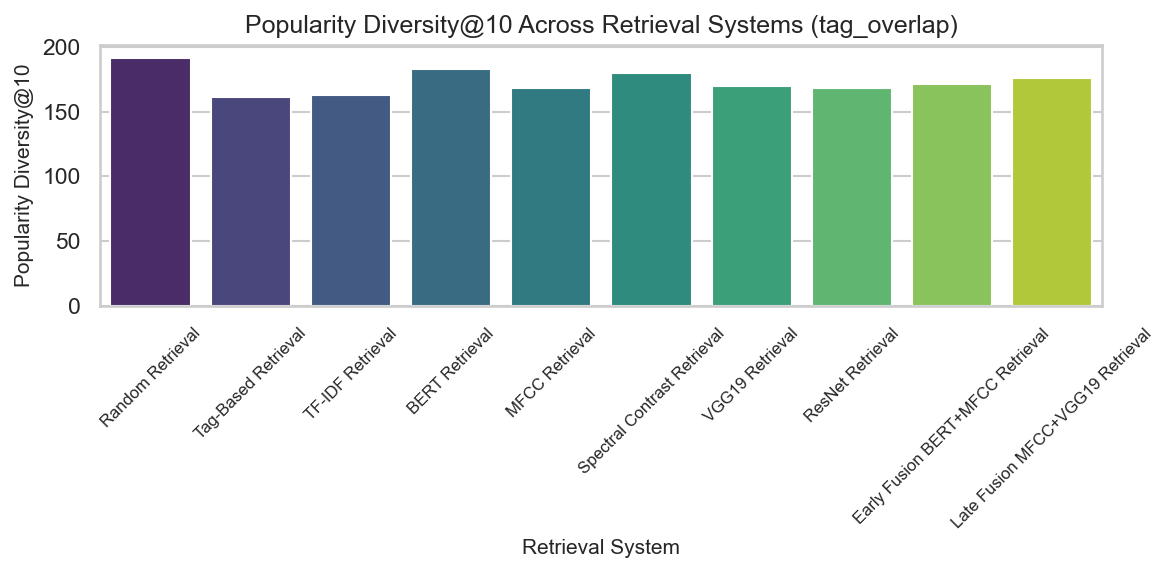 Popularity Diversity@10 Across Retrieval Systems (tag_overlap)
Popularity Diversity@10
200
150
100
50
0
Random Retrieval
Tag-Based Retrieval
TF-IDF Retrieval
BERT Retrieval
MFCC Retrieval
Spectral Contrast Retrieval
VGG19 Retrieval
ResNet Retrieval
Early Fusion BERT+MFCC Retrieval
Late Fusion MFCC+VGG19 Retrieval
Retrieval System